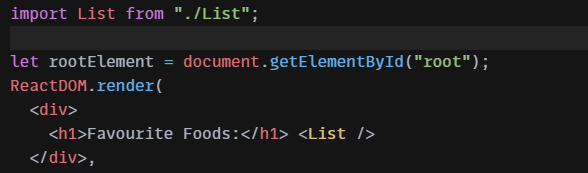 import List from "./List";
let rootElement = document.getElementById("root");
ReactDOM.render(
<div>
<h1>Favourite Foods:</h1> <List />
</div>,